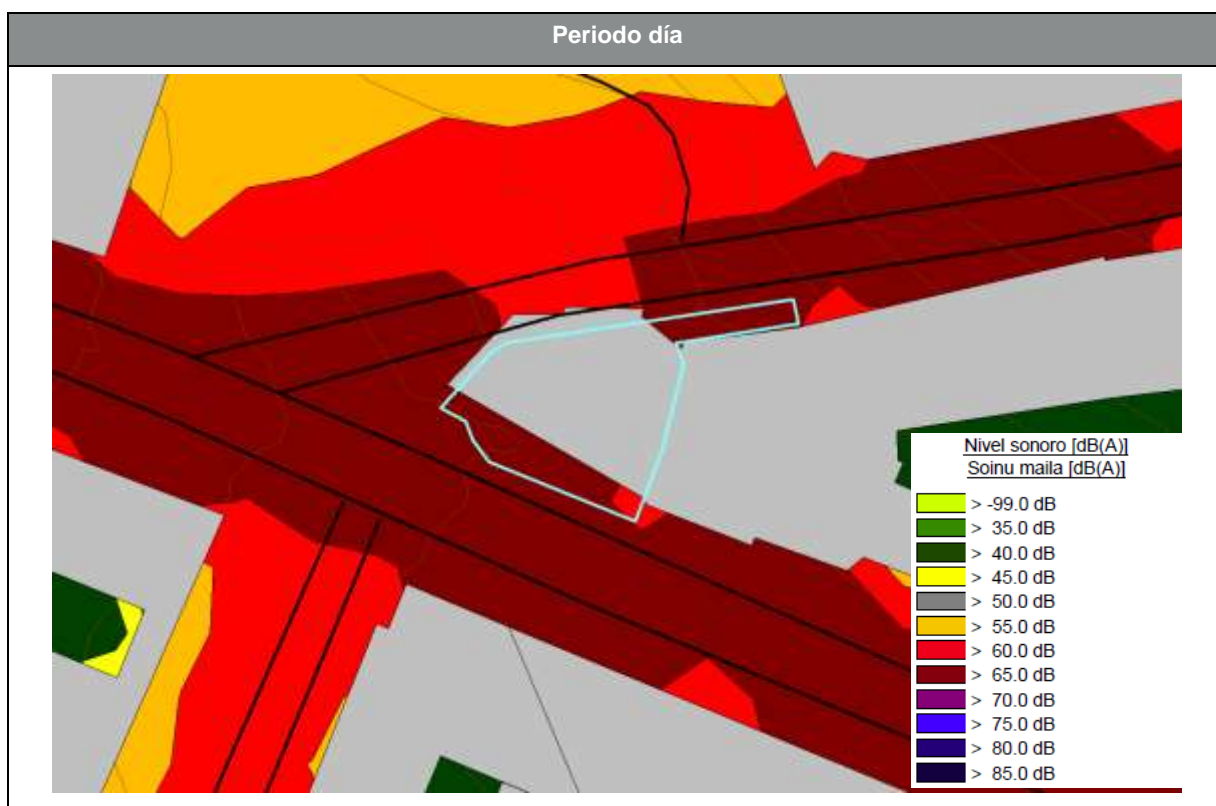 Periodo día
Nivel sonoro [dB(A)]
Soinu maila [dB(A)]
> -99.0 dB
> 35.0 dB
> 40.0 dB
> 45.0 dB
> 50.0 dB
> 55.0 dB
> 60.0 dB
> 65.0 dB
> 70.0 dB
> 75.0 dB
> 80.0 dB
> 85.0 dB